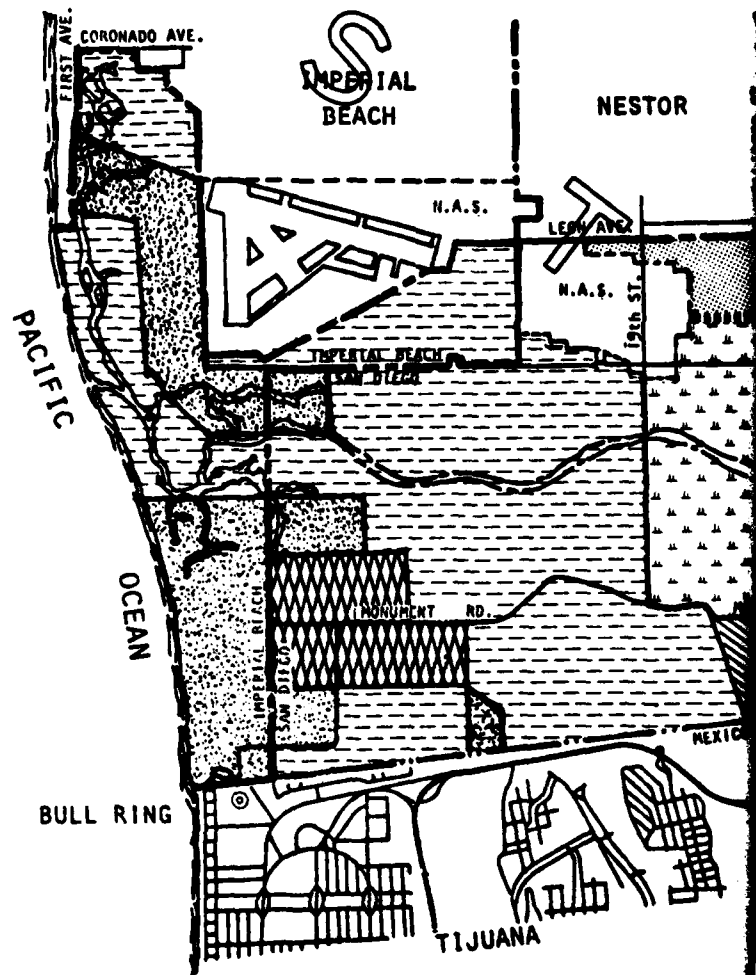 CORONADO AVE.
FIRST AVE.
S
IMPERIAL
BEACH
NESTOR
N.A.S.
LEON AVE.
N.A.S.
19th ST.
IMPERIAL BEACH
SAN DIEGO
PACIFIC
OCEAN
MONUMENT RD.
IMPERIAL BEACH
SAN DIEGO
MEXIC
BULL RING
TIJUANA